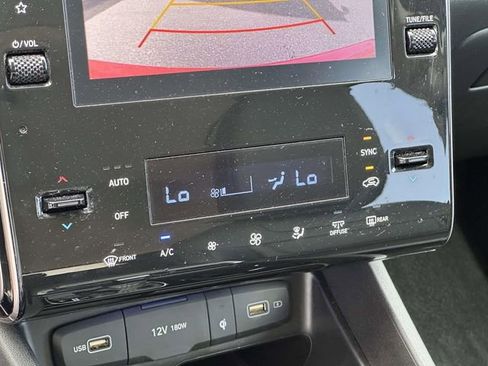 ⏻/VOL
TUNE/FILE
AUTO
SYNC
OFF
Lo
Lo
FRONT
A/C
DIFFUSE
REAR
USB
12V 180W